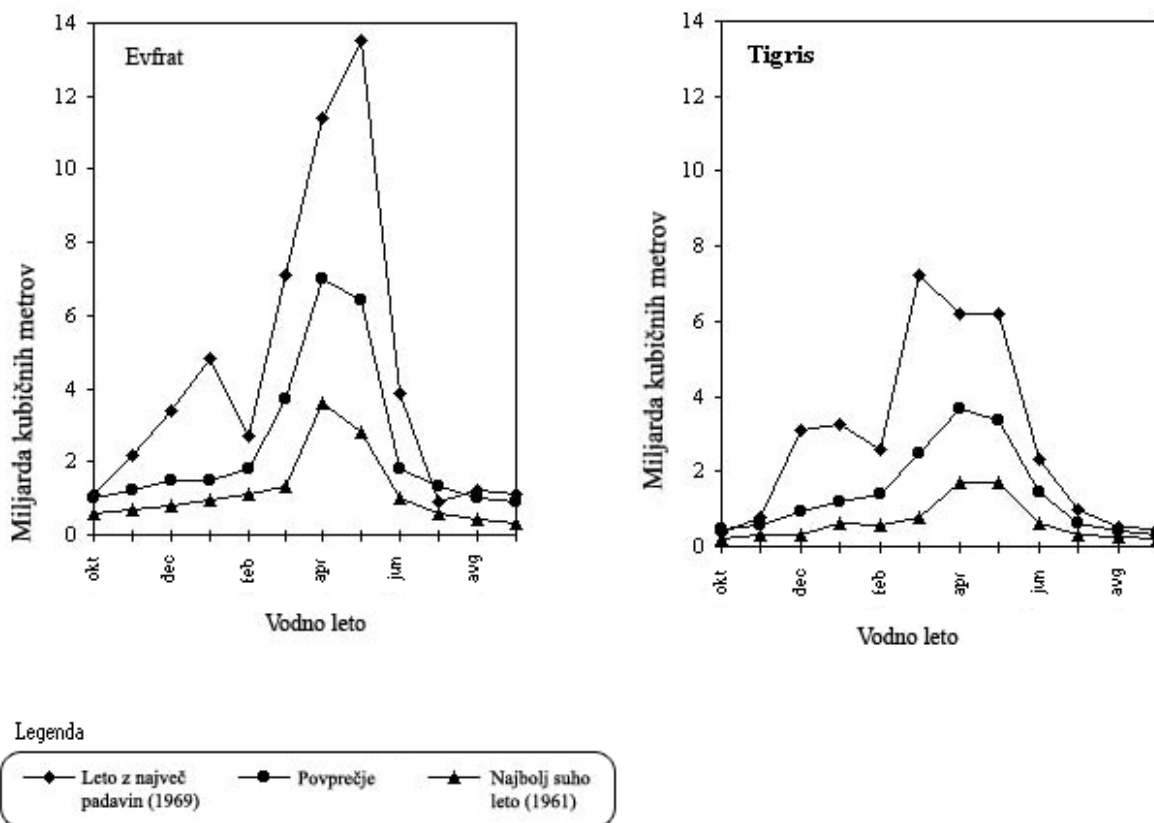 Evfrat
14
12
10
8
6
4
2
0
Miljarda kubičnih metrov
okt
dec
feb
apr
jun
avg
Vodno leto
Tigris
14
12
10
8
6
4
2
0
Miljarda kubičnih metrov
okt
dec
feb
apr
jun
avg
Vodno leto
Legenda
Leto z največ
padavin (1969)
Povprečje
Najbolj suho
leto (1961)